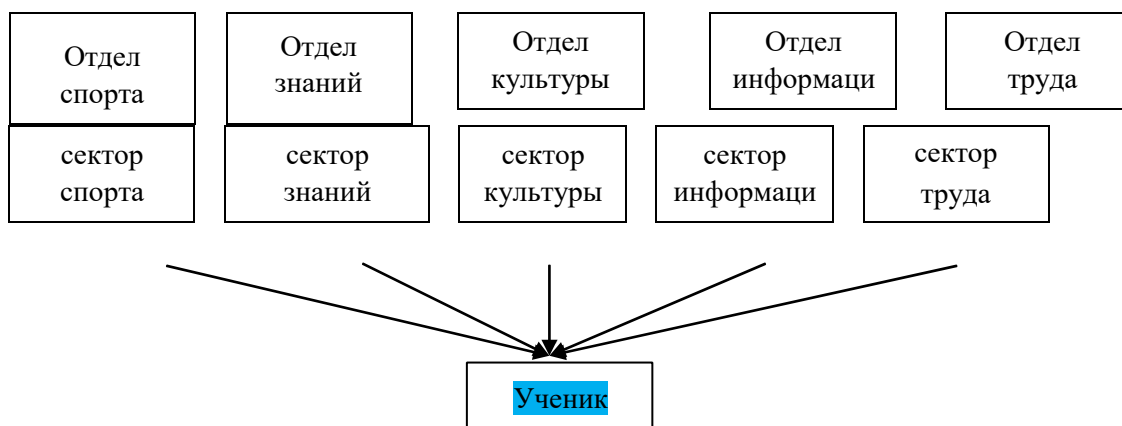 Отдел
спорта
Отдел
знаний
Отдел
культуры
Отдел
информаци
Отдел
труда
сектор
спорта
сектор
знаний
сектор
культуры
сектор
информаци
сектор
труда
Ученик